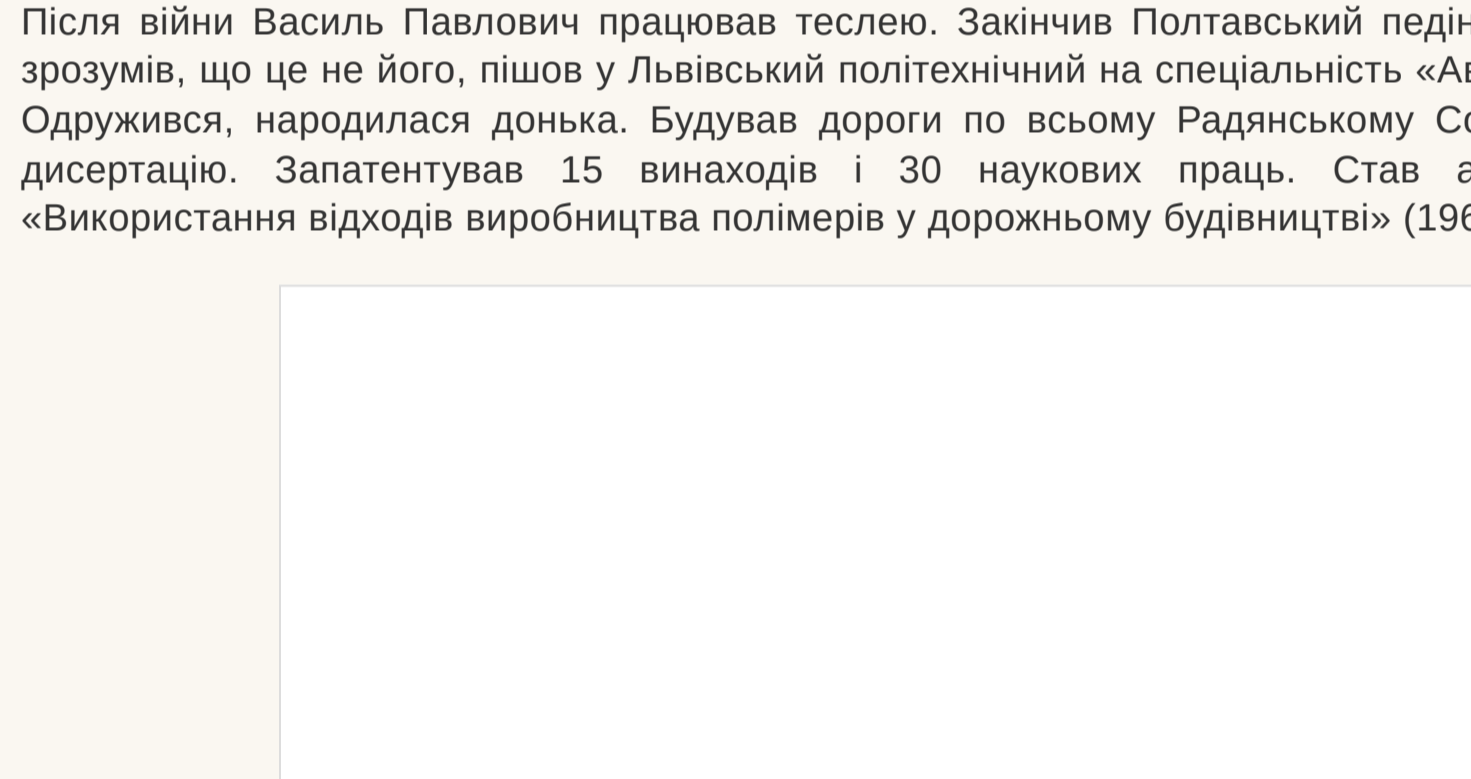 Після війни Василь Павлович працював теслею. Закінчив Полтавський
зрозумів, що це не його, пішов у Львівський політехнічний на спеціальність
Одружився, народилася донька. Будував дороги по всьому Радянському
дисертацію. Запатентував 15 винаходів і 30 наукових праць. Став
«Використання відходів виробництва полімерів у дорожньому будівництві»